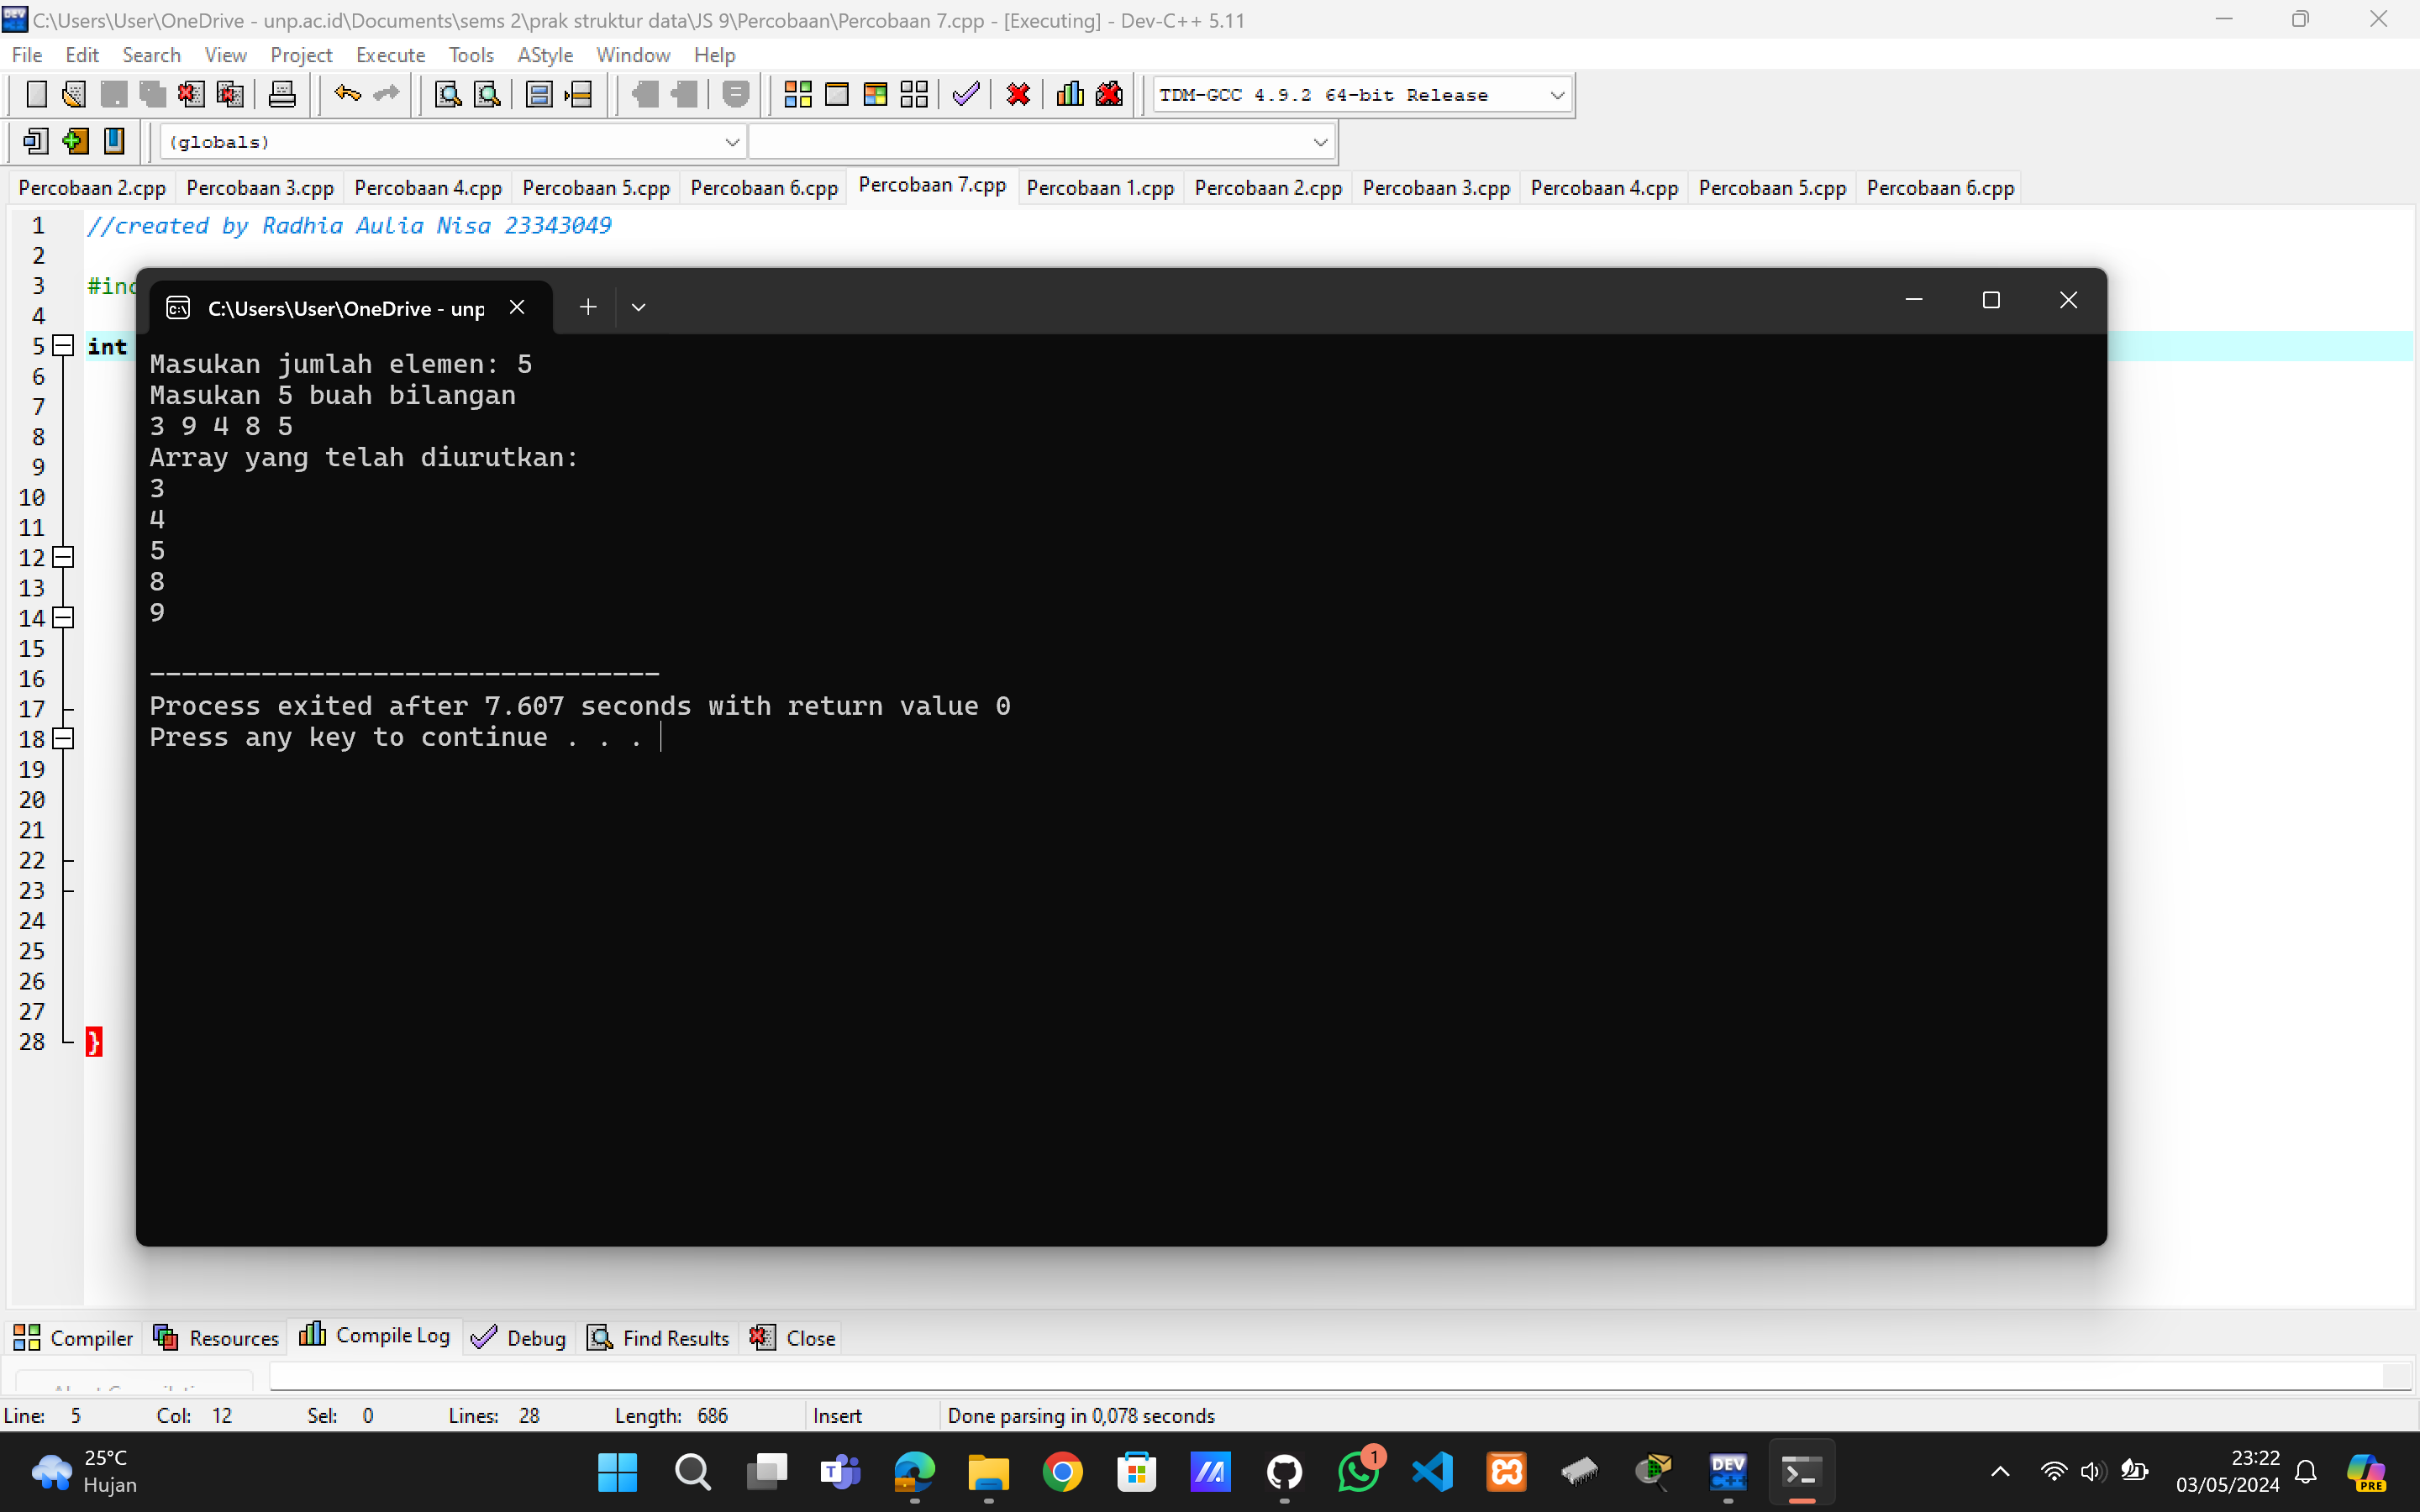 C:\Users\User\OneDrive - unp.ac.id\Documents\sems 2\prak struktur data\JS 9\Percobaan\Percobaan 7.cpp - [Executing] - Dev-C++ 5.11
File Edit Search View Project Execute Tools AStyle Window Help
TDM-GCC 4.9.2 64-bit Release
(globals)
Percobaan 2.cpp Percobaan 3.cpp Percobaan 4.cpp Percobaan 5.cpp Percobaan 6.cpp Percobaan 7.cpp Percobaan 1.cpp Percobaan 2.cpp Percobaan 3.cpp Percobaan 4.cpp Percobaan 5.cpp Percobaan 6.cpp
1 //created by Radhia Aulia Nisa 23343049
2
3 #inc
4
5 int
6
7
8
9
10
11
12
13
14
15
16
17
18
19
20
21
22
23
24
25
26
27
28 }
C:\Users\User\OneDrive - unp
Masukan jumlah elemen: 5
Masukan 5 buah bilangan
3 9 4 8 5
Array yang telah diurutkan:
3
4
5
8
9
--------------------------------
Process exited after 7.607 seconds with return value 0
Press any key to continue . . .
Compiler Resources Compile Log Debug Find Results Close
Line: 5 Col: 12 Sel: 0 Lines: 28 Length: 686 Insert Done parsing in 0,078 seconds
25°C
Hujan
1
DEV
C++
23:22
03/05/2024
PRE